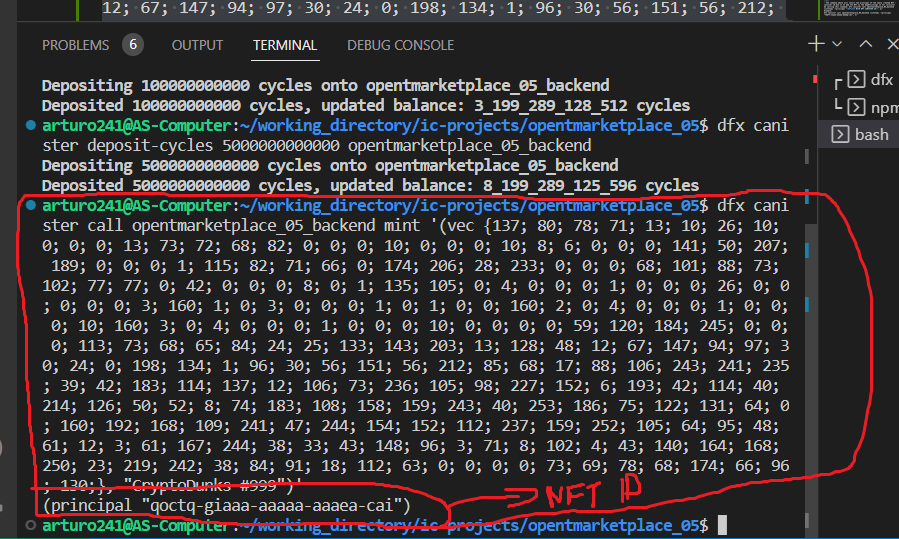 12; 67; 147; 94; 97; 30; 24; 0; 198; 134; 1; 96; 30; 56; 151; 56; 212;
PROBLEMS 6 OUTPUT TERMINAL DEBUG CONSOLE
Depositing 100000000000 cycles onto opentmarketplace_05_backend
Deposited 100000000000 cycles, updated balance: 3_199_289_128_512 cycles
arturo241@AS-Computer:~/working_directory/ic-projects/opentmarketplace_05$ dfx cani
ster deposit-cycles 5000000000000 opentmarketplace_05_backend
Depositing 5000000000000 cycles onto opentmarketplace_05_backend
Deposited 5000000000000 cycles, updated balance: 8_199_289_125_596 cycles
arturo241@AS-Computer:~/working_directory/ic-projects/opentmarketplace_05$ dfx cani
ster call opentmarketplace_05_backend mint '(vec {137; 80; 78; 71; 13; 10; 26; 10;
0; 0; 0; 13; 73; 72; 68; 82; 0; 0; 0; 10; 0; 0; 0; 10; 8; 6; 0; 0; 0; 141; 50; 207;
189; 0; 0; 0; 1; 115; 82; 71; 66; 0; 174; 206; 28; 233; 0; 0; 0; 68; 101; 88; 73;
102; 77; 77; 0; 42; 0; 0; 0; 8; 0; 1; 135; 105; 0; 4; 0; 0; 0; 1; 0; 0; 0; 26; 0; 0
; 0; 0; 0; 3; 160; 1; 0; 3; 0; 0; 0; 1; 0; 1; 0; 0; 160; 2; 0; 4; 0; 0; 0; 1; 0; 0;
0; 10; 160; 3; 0; 4; 0; 0; 0; 1; 0; 0; 0; 10; 0; 0; 0; 0; 59; 120; 184; 245; 0; 0;
0; 113; 73; 68; 65; 84; 24; 25; 133; 143; 203; 13; 128; 48; 12; 67; 147; 94; 97; 3
0; 24; 0; 198; 134; 1; 96; 30; 56; 151; 56; 212; 85; 68; 17; 88; 106; 243; 241; 235
; 39; 42; 183; 114; 137; 12; 106; 73; 236; 105; 98; 227; 152; 6; 193; 42; 114; 40;
214; 126; 50; 52; 8; 74; 183; 108; 158; 159; 243; 40; 253; 186; 75; 122; 131; 64; 0
; 160; 192; 168; 109; 241; 47; 244; 154; 152; 112; 237; 159; 252; 105; 64; 95; 48;
61; 12; 3; 61; 167; 244; 38; 33; 43; 148; 96; 3; 71; 8; 102; 4; 43; 140; 164; 168;
250; 23; 219; 242; 38; 84; 91; 18; 112; 63; 0; 0; 0; 0; 73; 69; 78; 68; 174; 66; 96
; 130;}, "CryptoDunks #999")'
(principal "qoctq-giaaa-aaaaa-aaaea-cai")
⇒ NFT ID
arturo241@AS-Computer:~/working_directory/ic-projects/opentmarketplace_05$
dfx
npm
bash